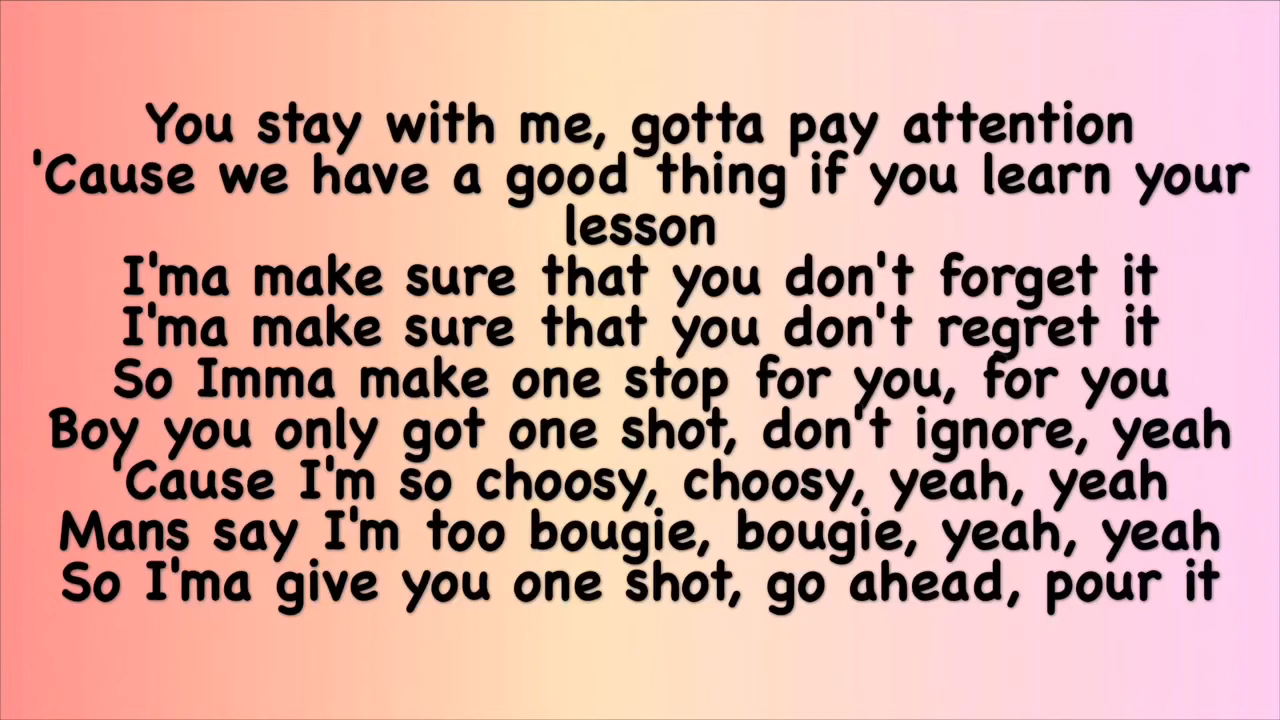 You stay with me, gotta pay attention
'Cause we have a good thing if you learn your
lesson
I'ma make sure that you don't forget it
I'ma make sure that you don't regret it
So Imma make one stop for you, for you
Boy you only got one shot, don't ignore, yeah
'Cause I'm so choosy, choosy, yeah, yeah
Mans say I'm too bougie, bougie, yeah, yeah
So I'ma give you one shot, go ahead, pour it